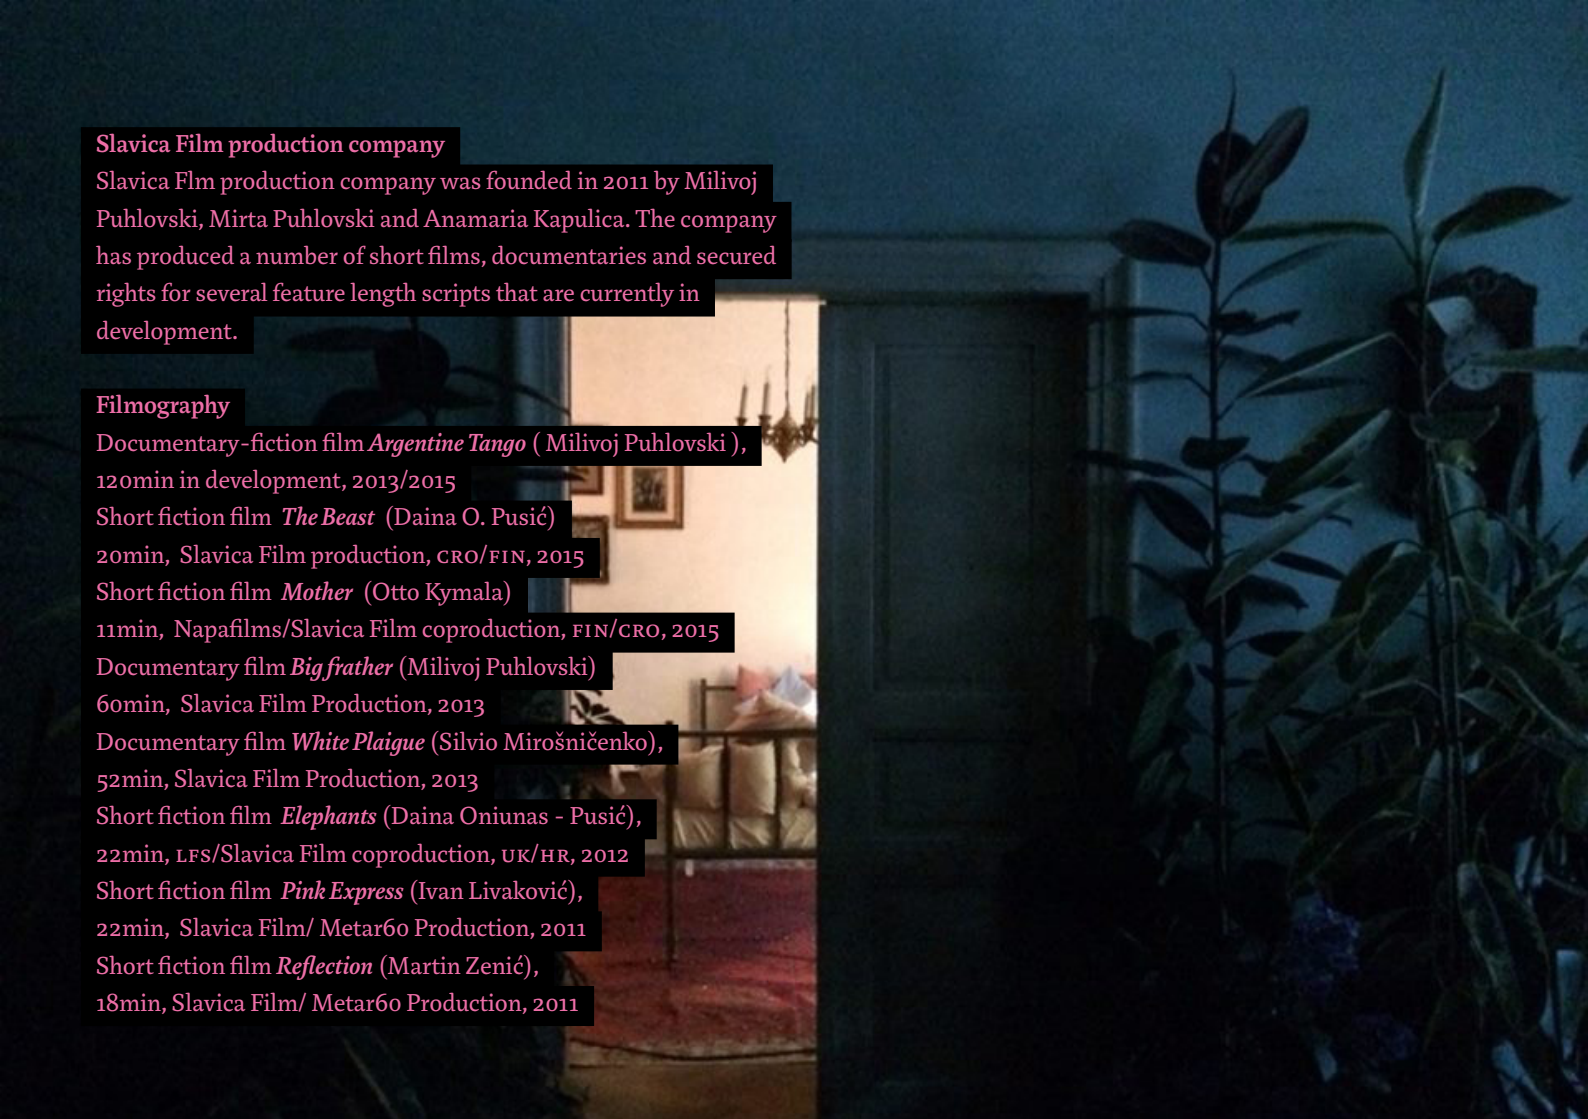 Slavica Film production company
Slavica Flm production company was founded in 2011 by Milivoj
Puhlovski, Mirta Puhlovski and Anamaria Kapulica. The company
has produced a number of short films, documentaries and secured
rights for several feature length scripts that are currently in
development.
Filmography
Documentary-fiction film Argentine Tango ( Milivoj Puhlovski ),
120min in development, 2013/2015
Short fiction film The Beast (Daina O. Pusić)
20min, Slavica Film production, CRO/FIN, 2015
Short fiction film Mother (Otto Kymala)
11min, Napafilms/Slavica Film coproduction, FIN/CRO, 2015
Documentary film Big frather (Milivoj Puhlovski)
60min, Slavica Film Production, 2013
Documentary film White Plaigue (Silvio Mirošničenko),
52min, Slavica Film Production, 2013
Short fiction film Elephants (Daina Oniunas - Pusić),
22min, LFS/Slavica Film coproduction, UK/HR, 2012
Short fiction film Pink Express (Ivan Livaković),
22min, Slavica Film/ Metar60 Production, 2011
Short fiction film Reflection (Martin Zenić),
18min, Slavica Film/ Metar60 Production, 2011